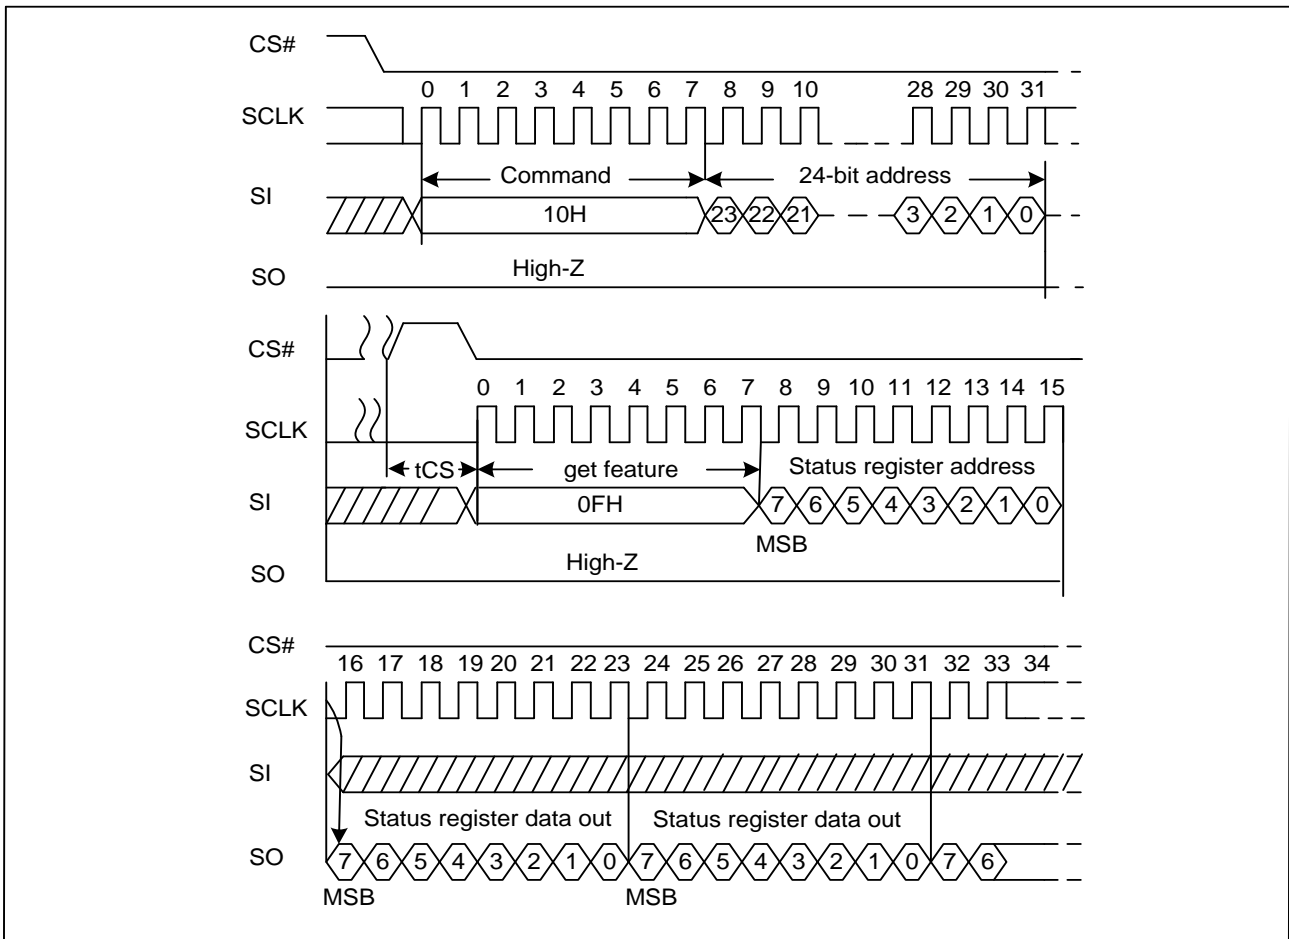 CS#
0 1 2 3 4 5 6 7 8 9 10 28 29 30 31
SCLK
Command 24-bit address
SI
10H 23 22 21 3 2 1 0
High-Z
SO
CS#
0 1 2 3 4 5 6 7 8 9 10 11 12 13 14 15
SCLK
tCS get feature Status register address
SI
0FH 7 6 5 4 3 2 1 0
MSB
High-Z
SO
CS#
16 17 18 19 20 21 22 23 24 25 26 27 28 29 30 31 32 33 34
SCLK
SI
Status register data out Status register data out
SO 7 6 5 4 3 2 1 0 7 6 5 4 3 2 1 0 7 6
MSB MSB